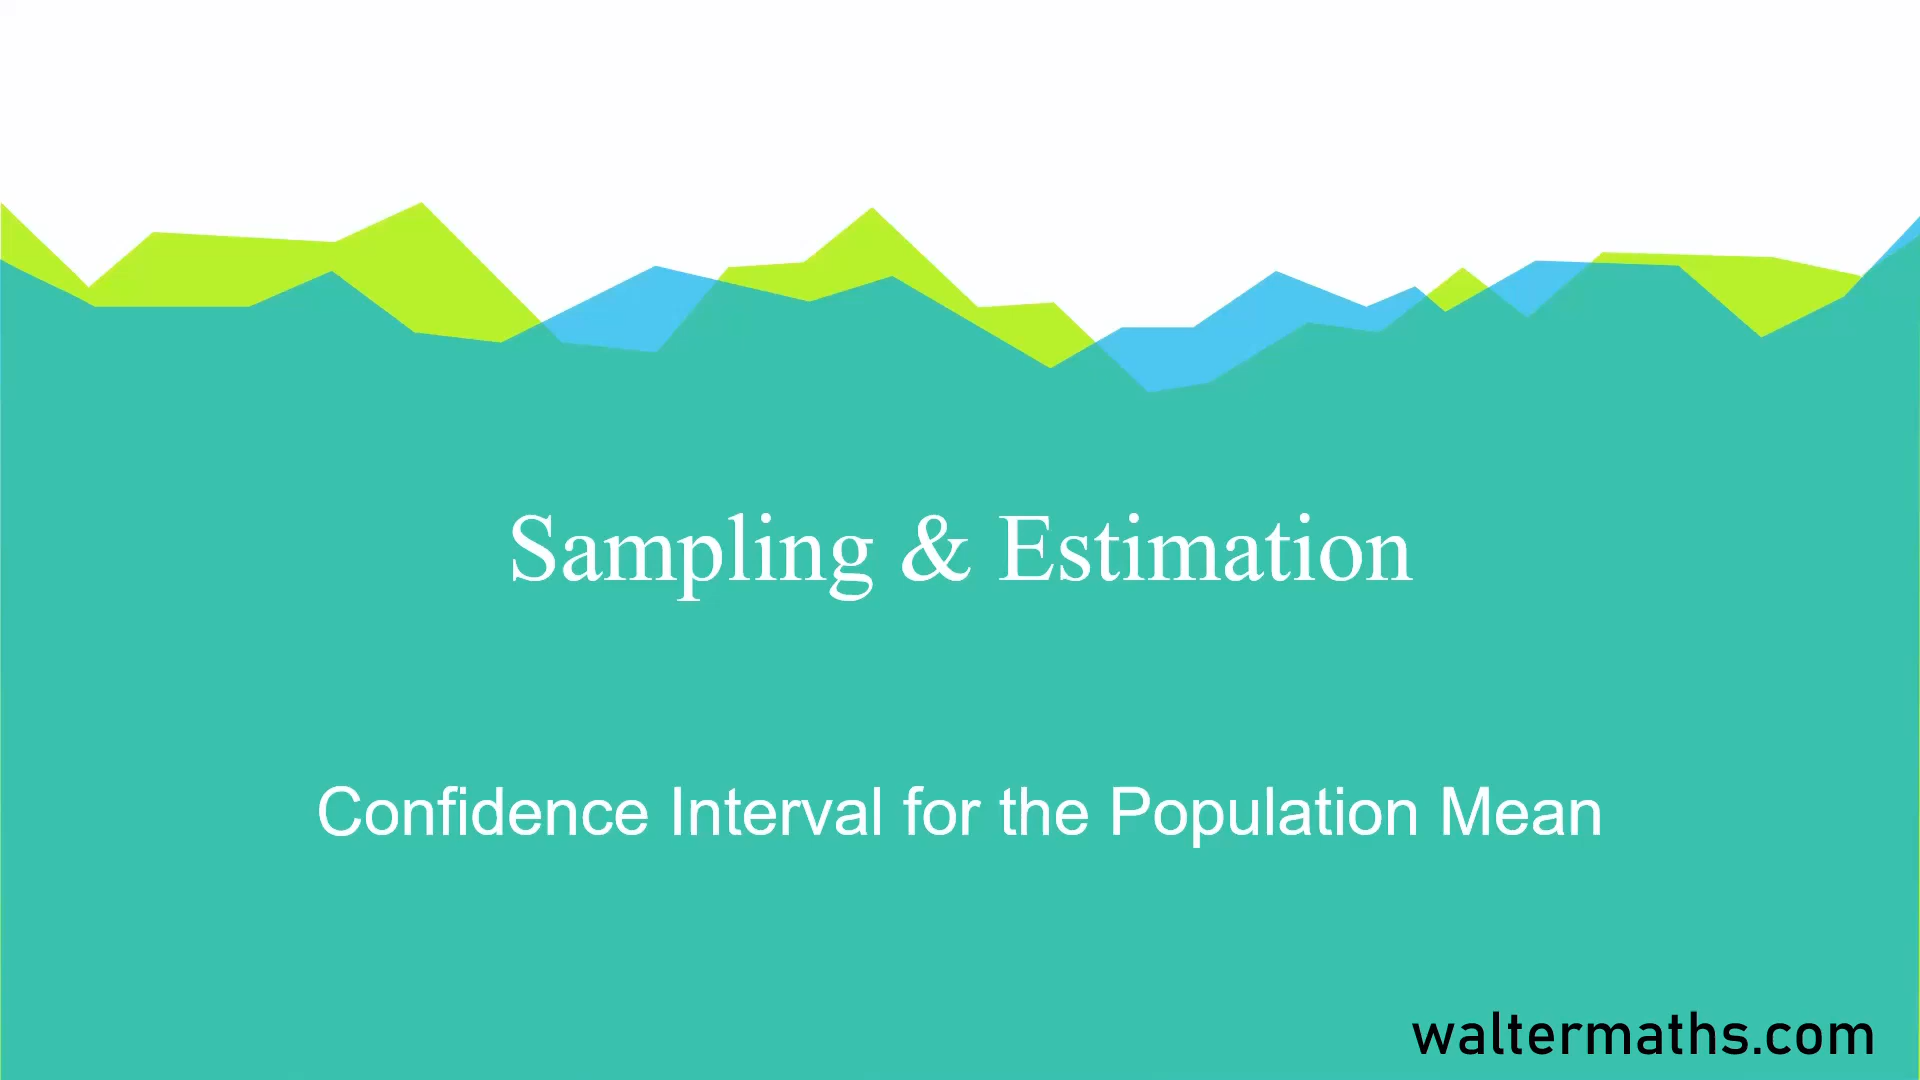 Sampling & Estimation
Confidence Interval for the Population Mean
waltermaths.com